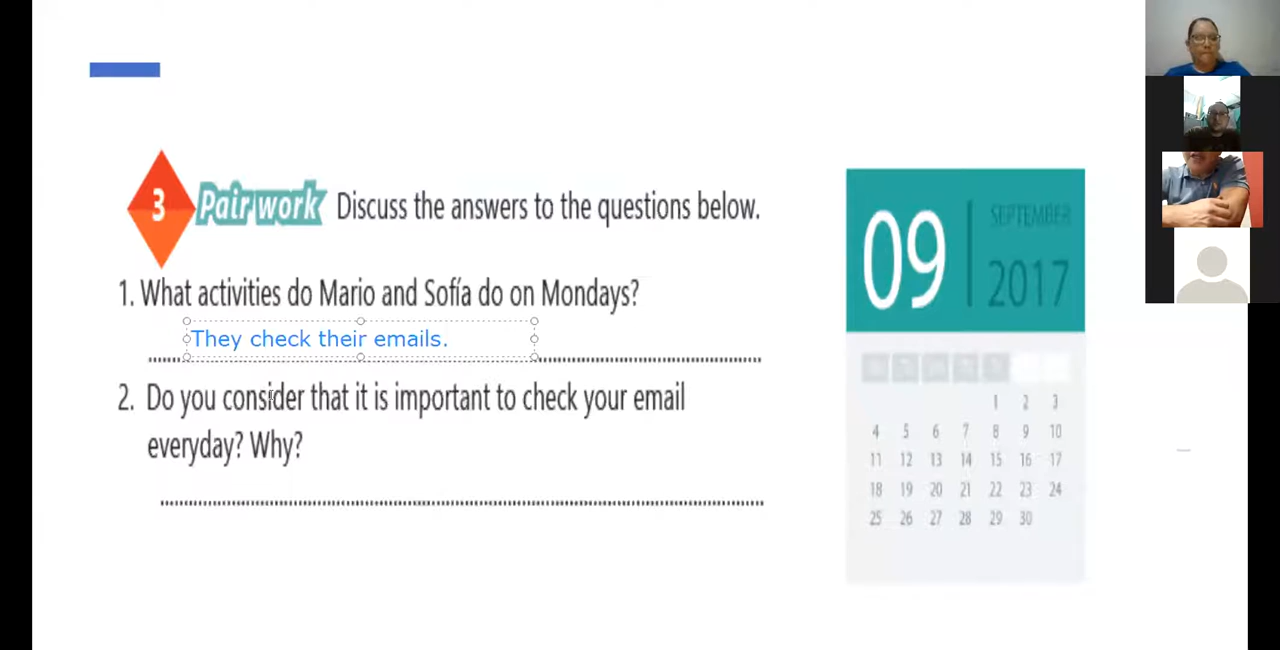 3 Pair work Discuss the answers to the questions below.
1. What activities do Mario and Sofía do on Mondays?
They check their emails.
2. Do you consider that it is important to check your email
everyday? Why?
09 SEPTEMBER
2017
1 2 3
4 5 6 7 8 9 10
11 12 13 14 15 16 17
18 19 20 21 22 23 24
25 26 27 28 29 30